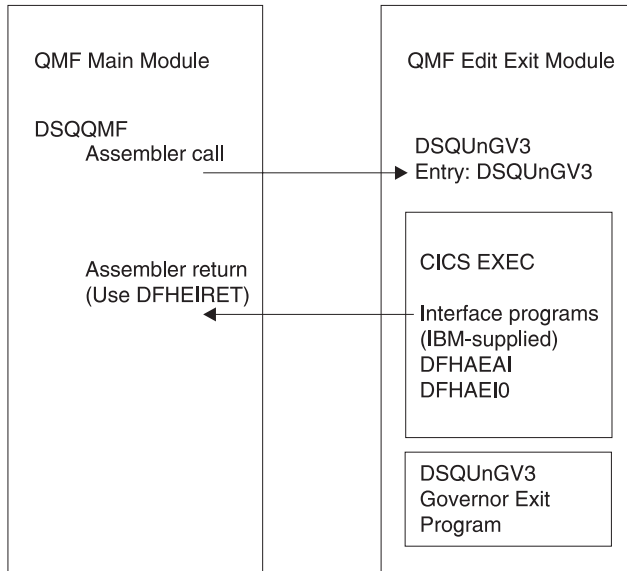 QMF Main Module
DSQQMF
Assembler call
Assembler return
(Use DFHEIRET)
QMF Edit Exit Module
DSQUnGV3
Entry: DSQUnGV3
CICS EXEC
Interface programs
(IBM-supplied)
DFHAEAI
DFHAEI0
DSQUnGV3
Governor Exit
Program